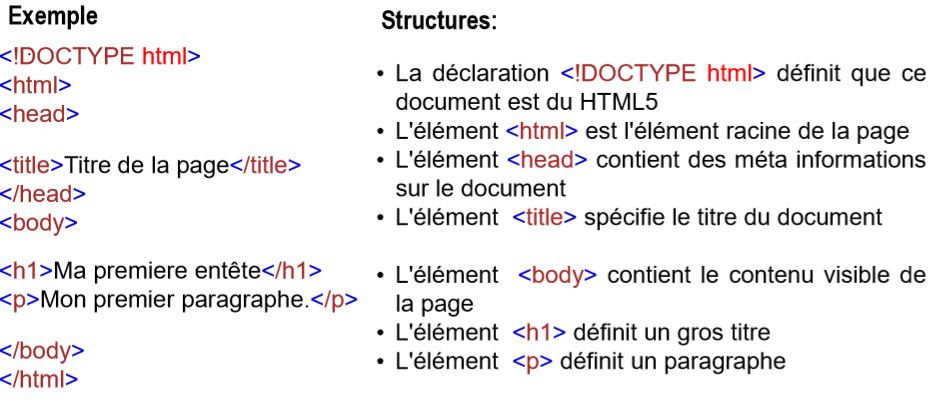 Exemple
<!DOCTYPE html>
<html>
<head>
<title>Titre de la page</title>
</head>
<body>
<h1>Ma premiere entête</h1>
<p>Mon premier paragraphe.</p>
</body>
</html>
Structures:
• La déclaration <!DOCTYPE html> définit que ce
document est du HTML5
• L'élément <html> est l'élément racine de la page
• L'élément <head> contient des méta informations
sur le document
• L'élément <title> spécifie le titre du document
• L'élément <body> contient le contenu visible de
la page
• L'élément <h1> définit un gros titre
• L'élément <p> définit un paragraphe